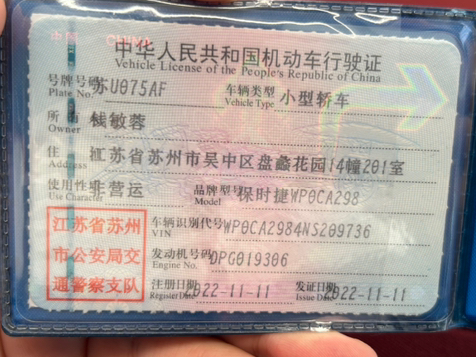 中国 CHINA
中华人民共和国机动车行驶证
Vehicle License of the People's Republic of China
号牌号码 苏U075AF 车辆类型 小型轿车
Plate No. Vehicle Type
所有人 钱敏蓉
Owner
住址 江苏省苏州市吴中区盘蠡花园14幢201室
Address
使用性质 非营运 品牌型号 保时捷WP0CA298
Use Character Model
江苏省苏州 车辆识别代号 WP0CA2984NS209736
VIN
市公安局交 发动机号码 DPG019306
Engine No.
通警察支队 注册日期 2022-11-11 发证日期 2022-11-11
Register Date Issue Date